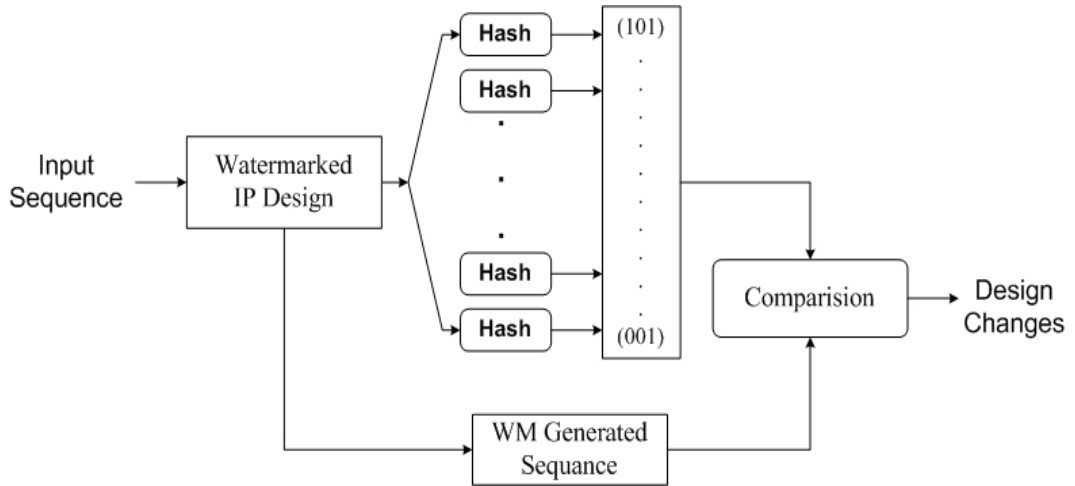 Input
Sequence
Watermarked
IP Design
Hash
Hash
Hash
Hash
(101)
(001)
WM Generated
Sequance
Comparision
Design
Changes